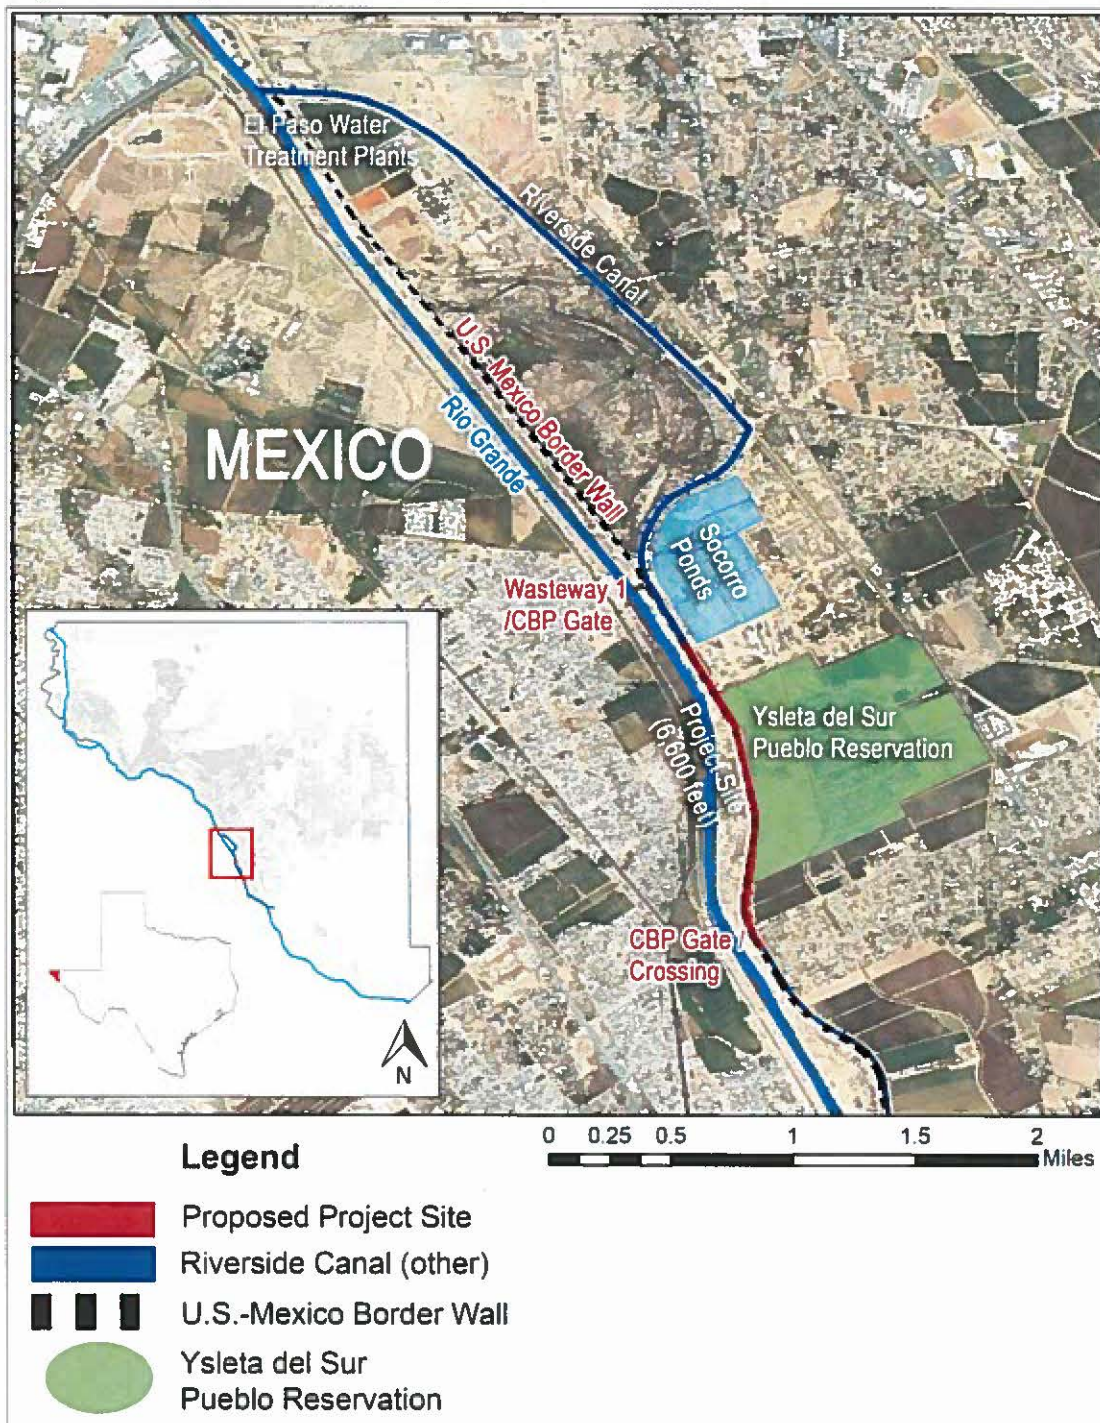 El Paso Water
Treatment Plants
Riverside Canal
U.S.-Mexico Border Wall
Rio Grande
MEXICO
Socorro
Ponds
Wasteway 1
/CBP Gate
Ysleta del Sur
Pueblo Reservation
Project Site
(6'600 feet)
CBP Gate /
Crossing
N
0 0.25 0.5 1 1.5 2
Miles
Legend
Proposed Project Site
Riverside Canal (other)
U.S.-Mexico Border Wall
Ysleta del Sur
Pueblo Reservation